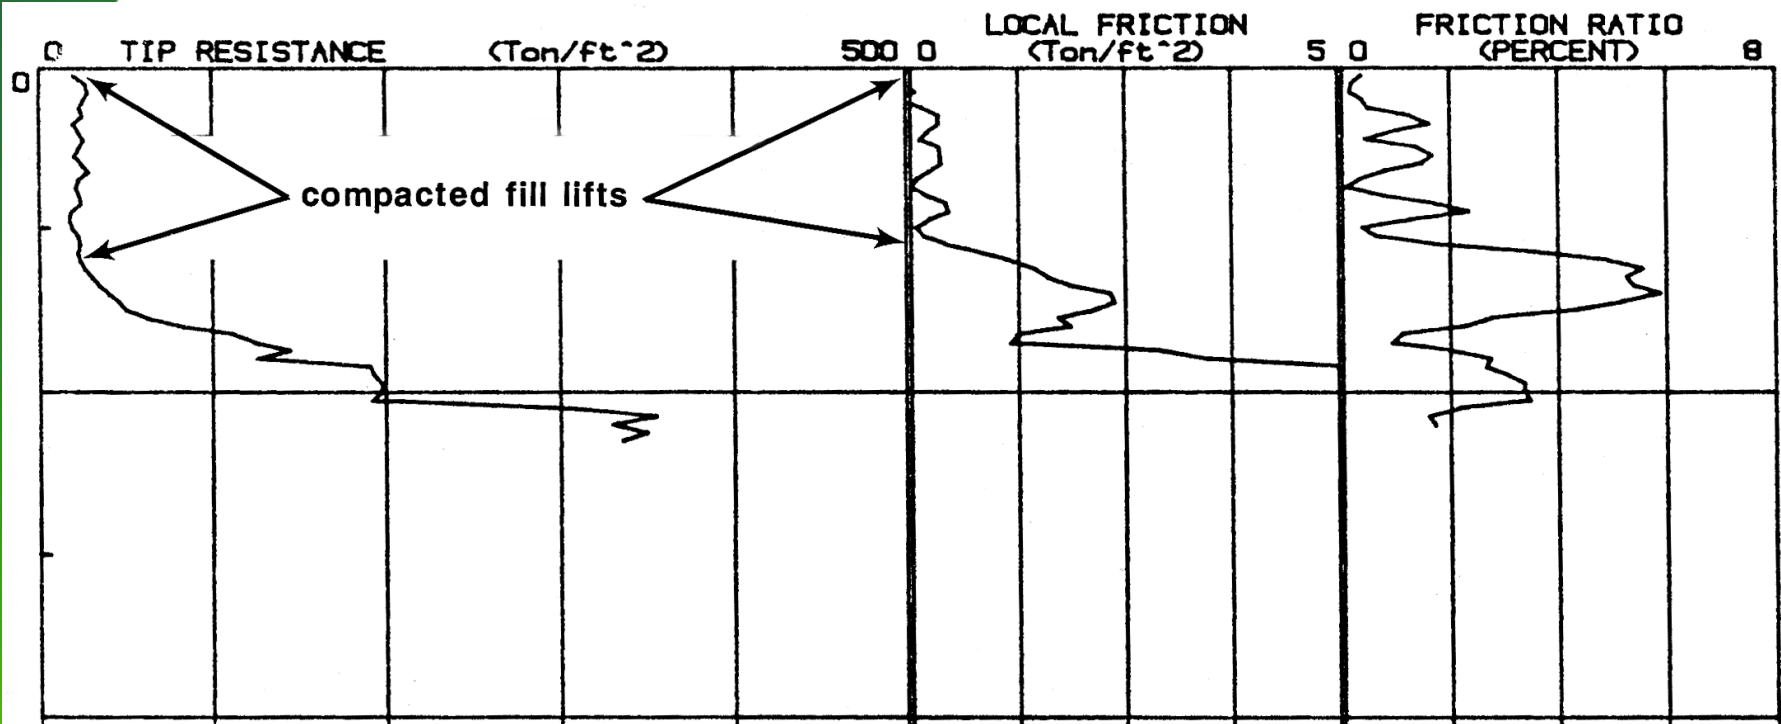 LOCAL FRICTION FRICTION RATIO
0 TIP RESISTANCE (Ton/ft^2) 500 0 (Ton/ft^2) 5 0 (PERCENT) 8
0
compacted fill lifts